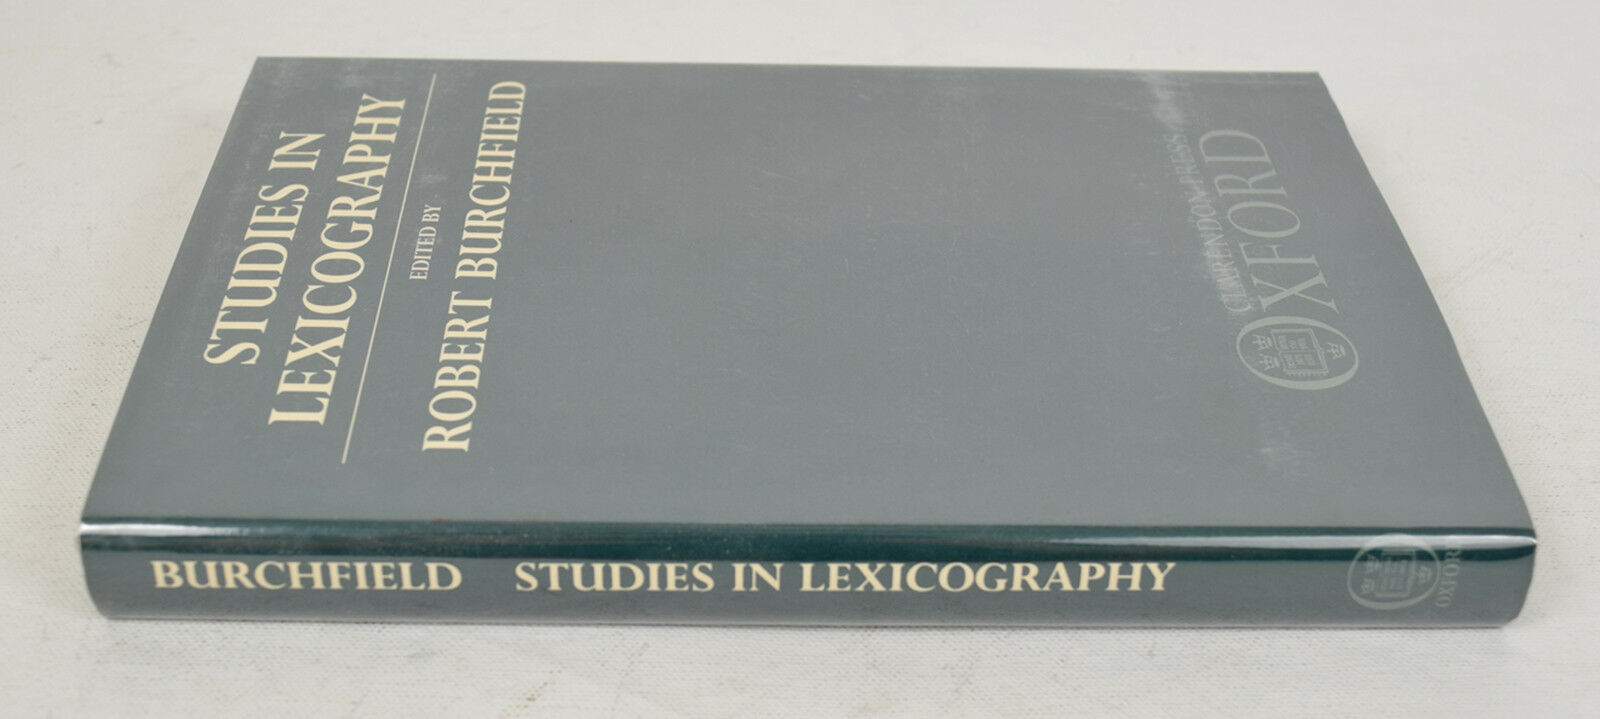 STUDIES IN
LEXICOGRAPHY
EDITED BY
ROBERT BURCHFIELD
CLARENDON PRESS
OXFORD
BURCHFIELD STUDIES IN LEXICOGRAPHY
OXFORD